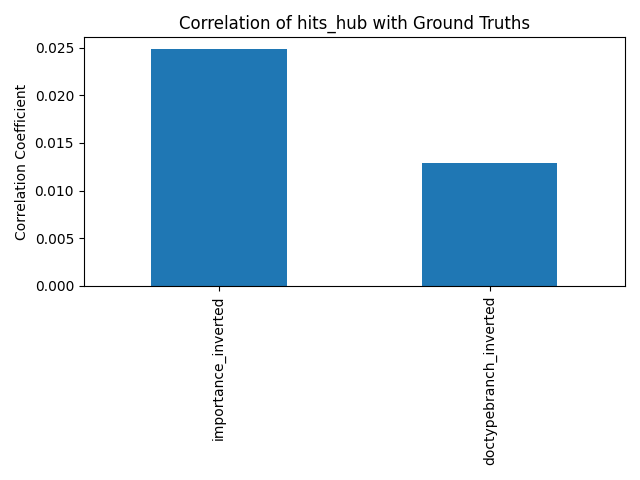 Correlation of hits_hub with Ground Truths
Correlation Coefficient
0.025
0.020
0.015
0.010
0.005
0.000
importance_inverted
doctypebranch_inverted